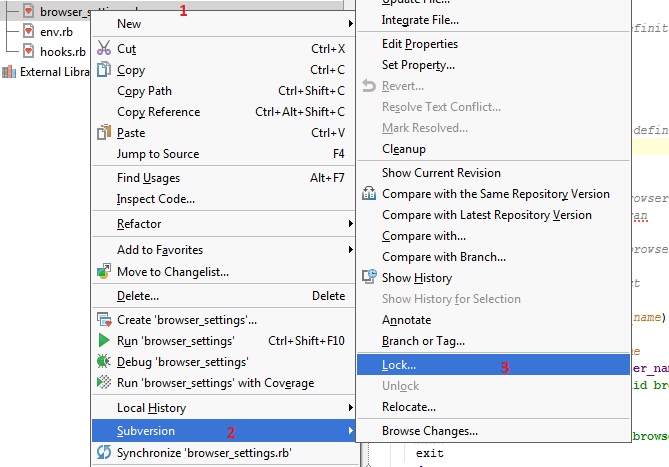 browser_settings.rb 1
env.rb
hooks.rb
External Libra
New
Cut Ctrl+X
Copy Ctrl+C
Copy Path Ctrl+Shift+C
Copy Reference Ctrl+Alt+Shift+C
Paste Ctrl+V
Jump to Source F4
Find Usages Alt+F7
Inspect Code...
Refactor
Add to Favorites
Move to Changelist...
Delete... Delete
Create 'browser_settings'...
Run 'browser_settings' Ctrl+Shift+F10
Debug 'browser_settings'
Run 'browser_settings' with Coverage
Local History
Subversion 2
Synchronize 'browser_settings.rb'
Update File...
Integrate File...
Edit Properties
Set Property...
Revert...
Resolve Text Conflict...
Mark Resolved...
Cleanup
Show Current Revision
Compare with the Same Repository Version
Compare with Latest Repository Version
Compare with...
Compare with Branch...
Show History
Show History for Selection
Annotate
Branch or Tag...
Lock... 3
Unlock
Relocate...
Browse Changes...
efinit
defin
rowser
an
browse
t
name)
me
ser_nam
id bro
browse
exit